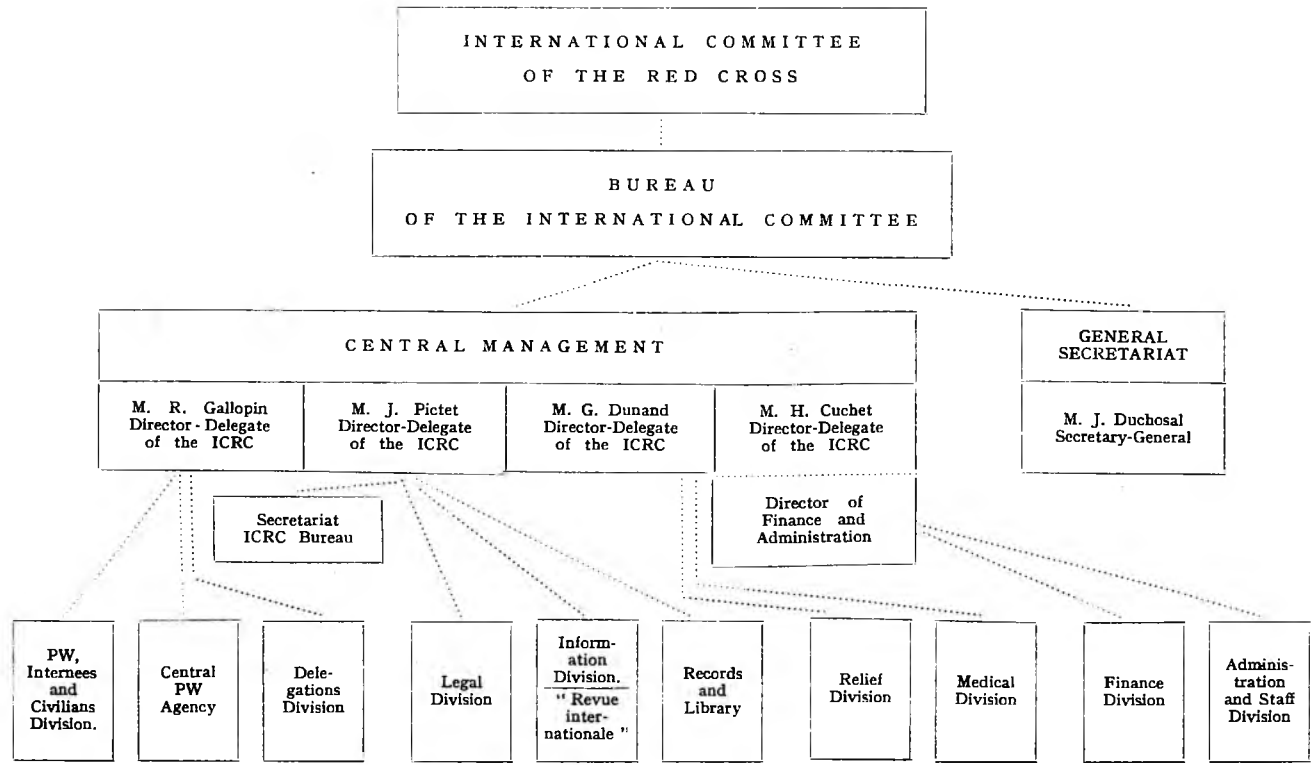 INTERNATIONAL COMMITTEE
OF THE RED CROSS
BUREAU
OF THE INTERNATIONAL COMMITTEE
CENTRAL MANAGEMENT
GENERAL
SECRETARIAT
M. R. Gallopin
Director - Delegate
of the ICRC
M. J. Pictet
Director-Delegate
of the ICRC
M. G. Dunand
Director-Delegate
of the ICRC
M. H. Cuchet
Director-Delegate
of the ICRC
M. J. Duchosal
Secretary-General
Secretariat
ICRC Bureau
Director of
Finance and
Administration
PW,
Internees
and
Civilians
Division.
Central
PW
Agency
Dele-
gations
Division
Legal
Division
Inform-
ation
Division.
" Revue
inter-
nationale "
Records
and
Library
Relief
Division
Medical
Division
Finance
Division
Adminis-
tration
and Staff
Division